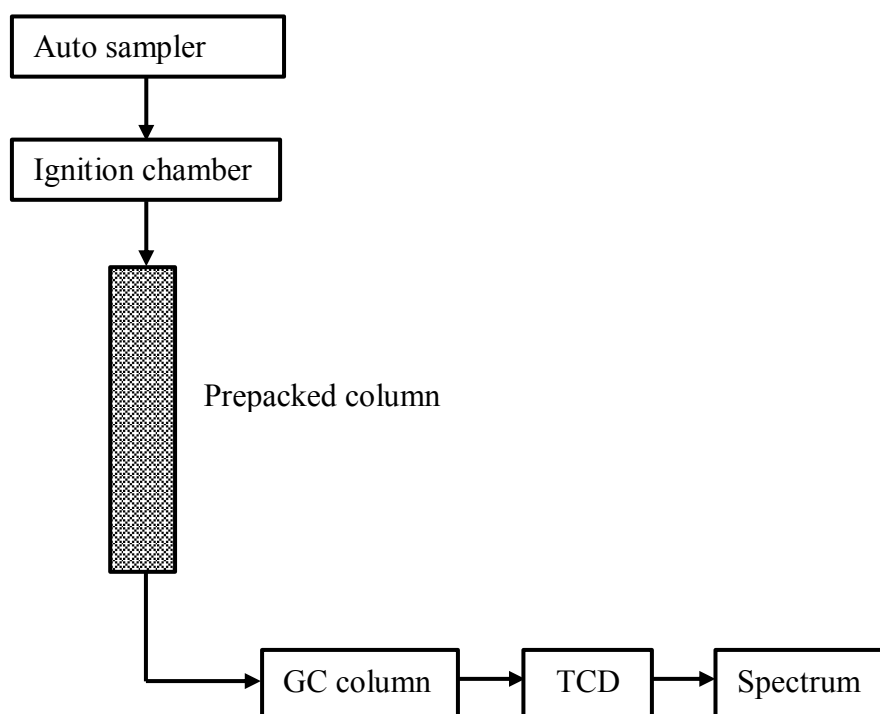 Auto sampler
Ignition chamber
Prepacked column
GC column
TCD
Spectrum